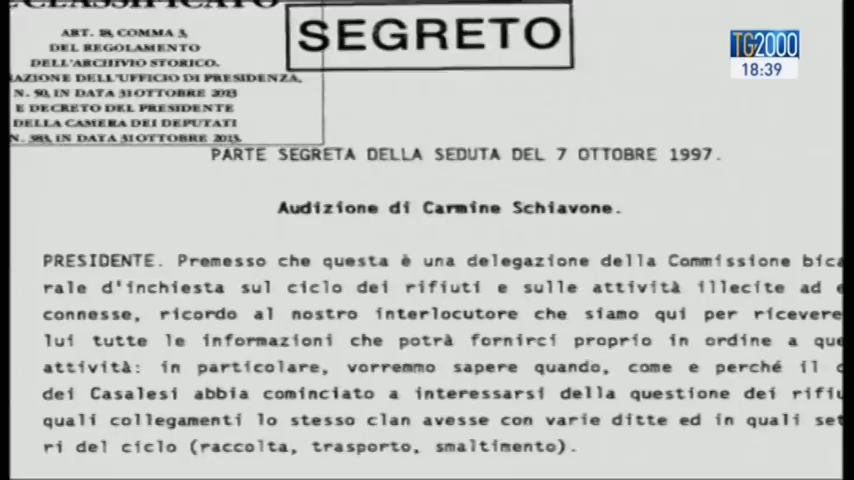 ECLASSIFICATO
ART. 19, COMMA 3,
DEL REGOLAMENTO
DELL'ARCHIVIO STORICO.
AZIONE DELL'UFFICIO DI PRESIDENZA,
N. 50, IN DATA 31 OTTOBRE 2013
E DECRETO DEL PRESIDENTE
DELLA CAMERA DEI DEPUTATI
N. 583, IN DATA 31 OTTOBRE 2013.
SEGRETO
TG2000
18:39
PARTE SEGRETA DELLA SEDUTA DEL 7 OTTOBRE 1997.
Audizione di Carmine Schiavone.
PRESIDENTE. Premesso che questa è una delegazione della Commissione bica
rale d'inchiesta sul ciclo dei rifiuti e sulle attività illecite ad e
connesse, ricordo al nostro interlocutore che siamo qui per ricevere
lui tutte le informazioni che potrà fornirci proprio in ordine a que
attività: in particolare, vorremmo sapere quando, come e perché il c
dei Casalesi abbia cominciato a interessarsi della questione dei rifiu
quali collegamenti lo stesso clan avesse con varie ditte ed in quali set
ri del ciclo (raccolta, trasporto, smaltimento).